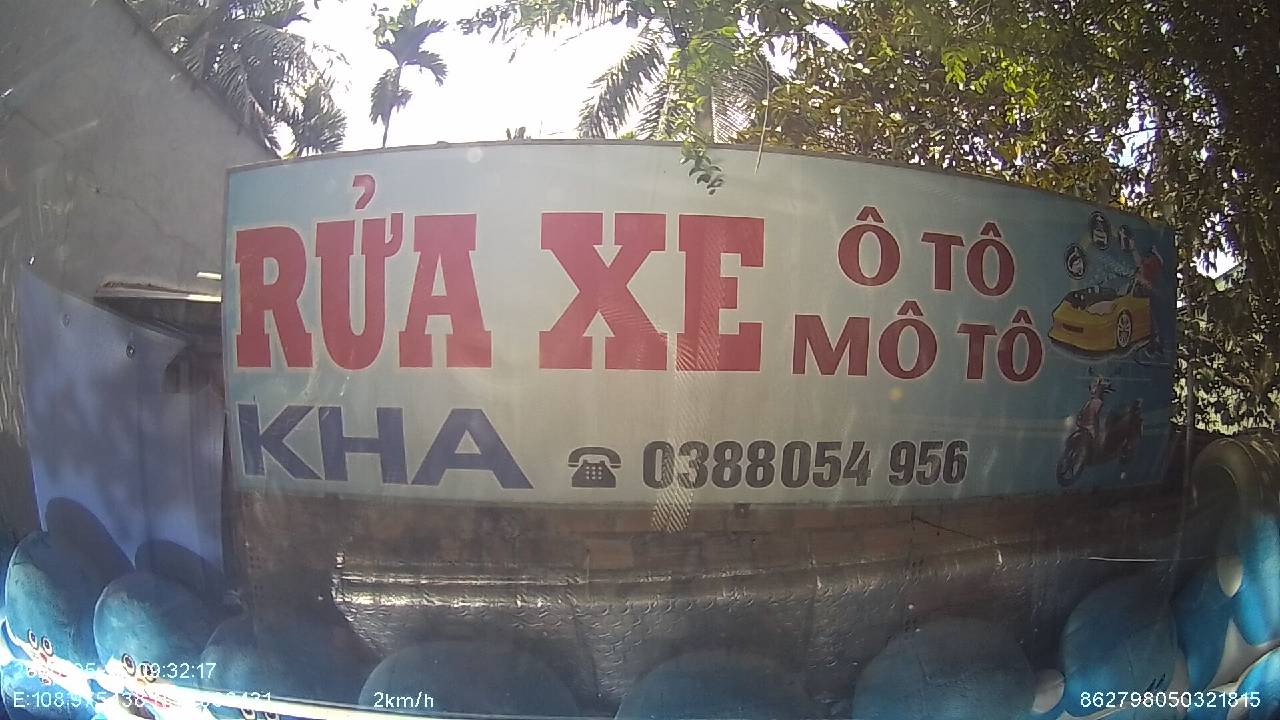 RỬA XE
Ô TÔ
MÔ TÔ
KHA
0388054 956
09:32:17
2km/h
862798050321815